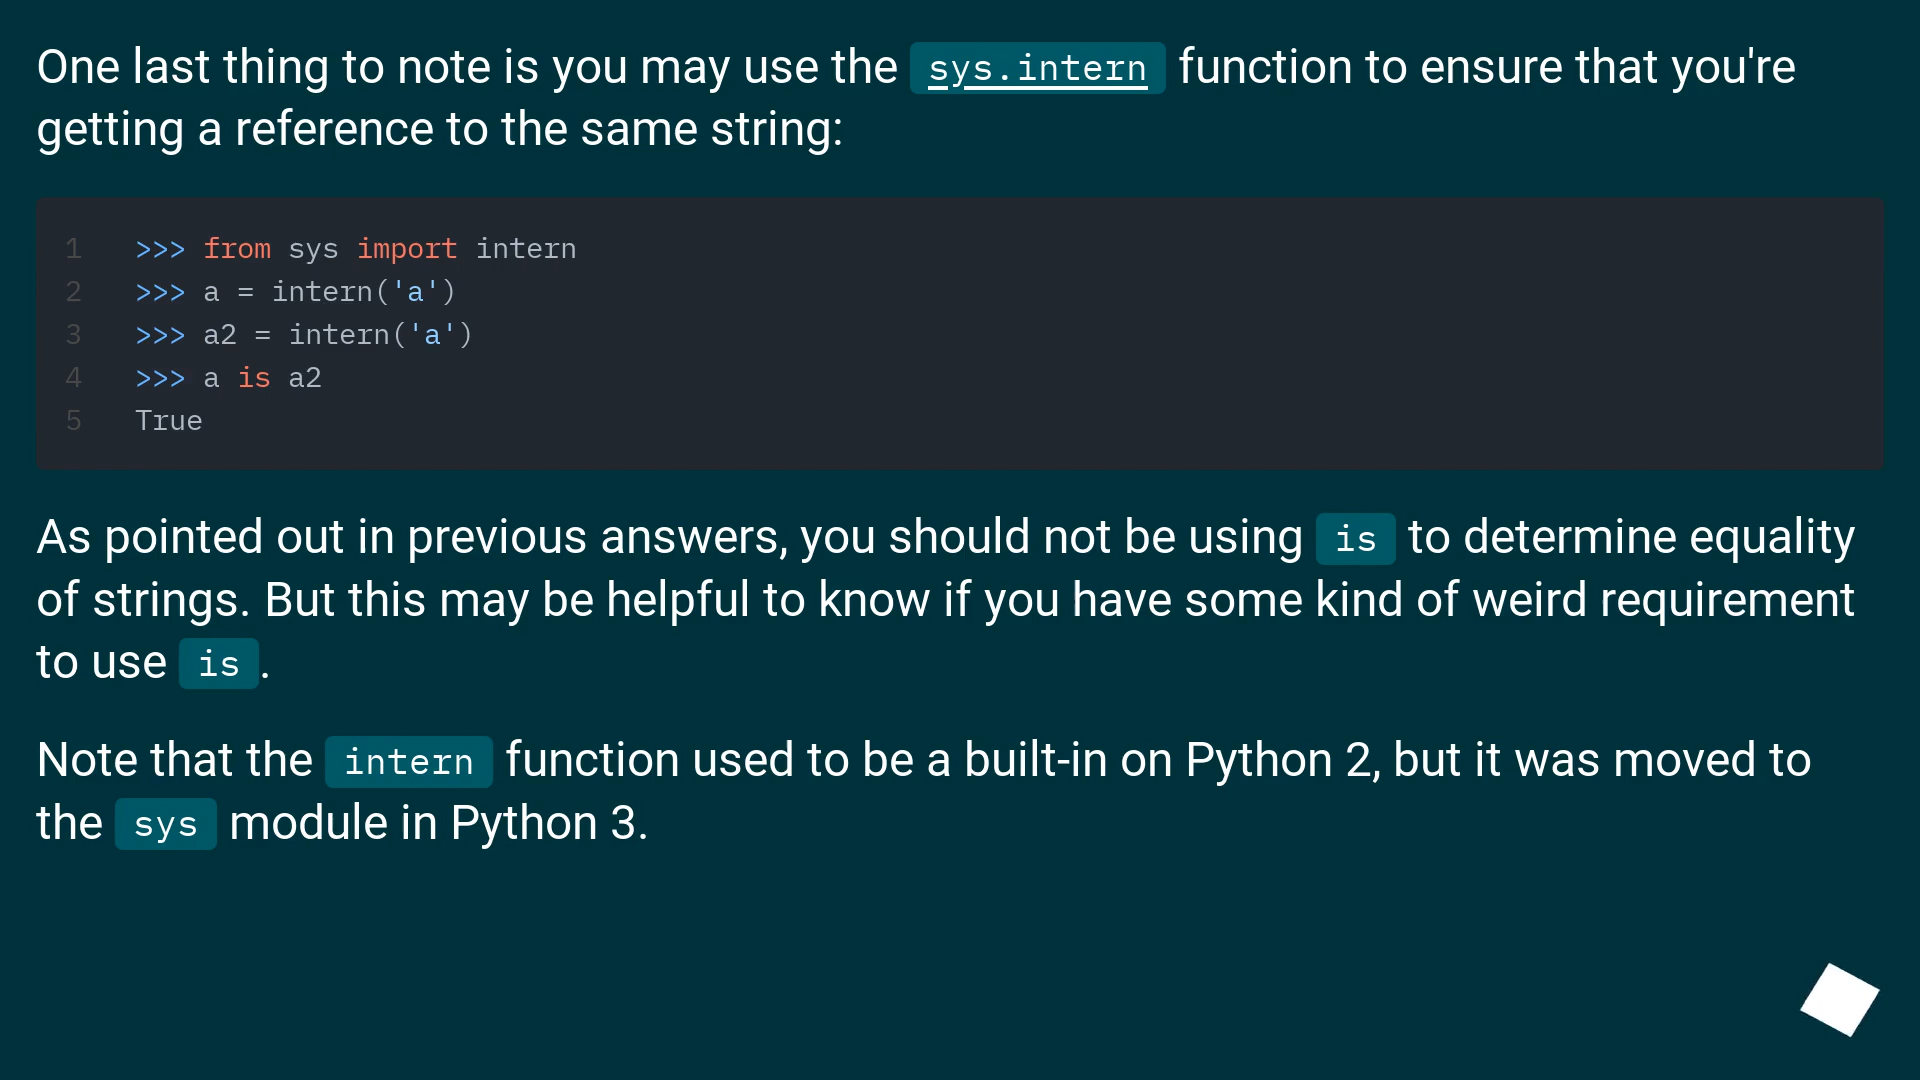 One last thing to note is you may use the sys.intern function to ensure that you're
getting a reference to the same string:
1 >>> from sys import intern
2 >>> a = intern('a')
3 >>> a2 = intern('a')
4 >>> a is a2
5 True
As pointed out in previous answers, you should not be using is to determine equality
of strings. But this may be helpful to know if you have some kind of weird requirement
to use is.
Note that the intern function used to be a built-in on Python 2, but it was moved to
the sys module in Python 3.